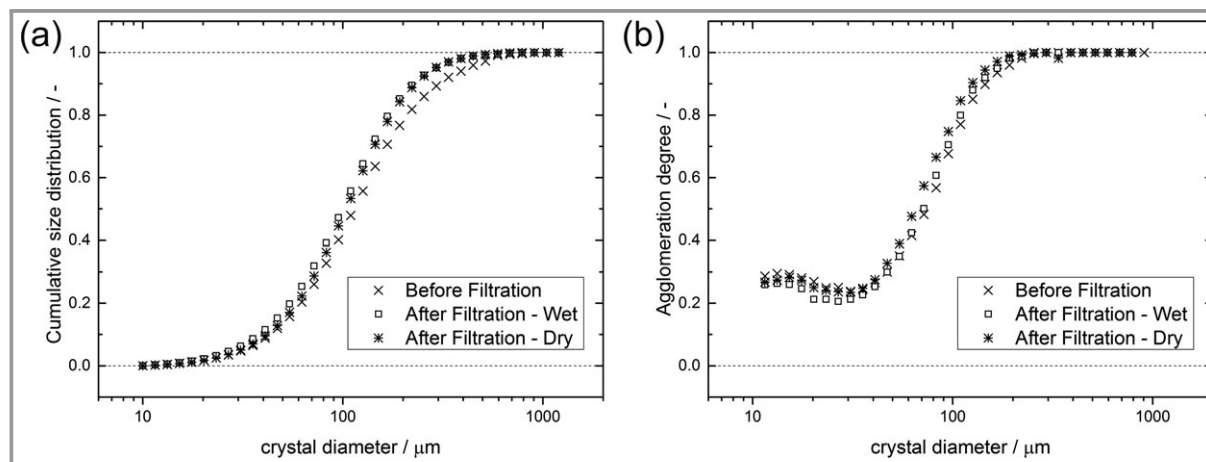 (a)
Cumulative size distribution / -
1.0
0.8
0.6
0.4
0.2
0.0
10
100
1000
crystal diameter / μm
Before Filtration
After Filtration - Wet
After Filtration - Dry
(b)
Agglomeration degree / -
1.0
0.8
0.6
0.4
0.2
0.0
10
100
1000
crystal diameter / μm
Before Filtration
After Filtration - Wet
After Filtration - Dry